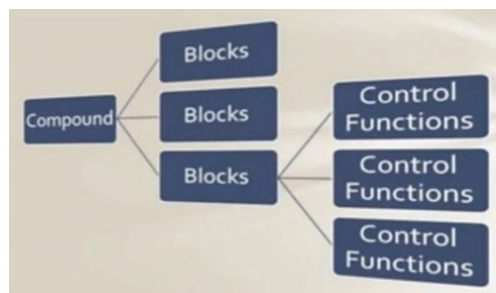 Compound
Blocks
Blocks
Blocks
Control
Functions
Control
Functions
Control
Functions